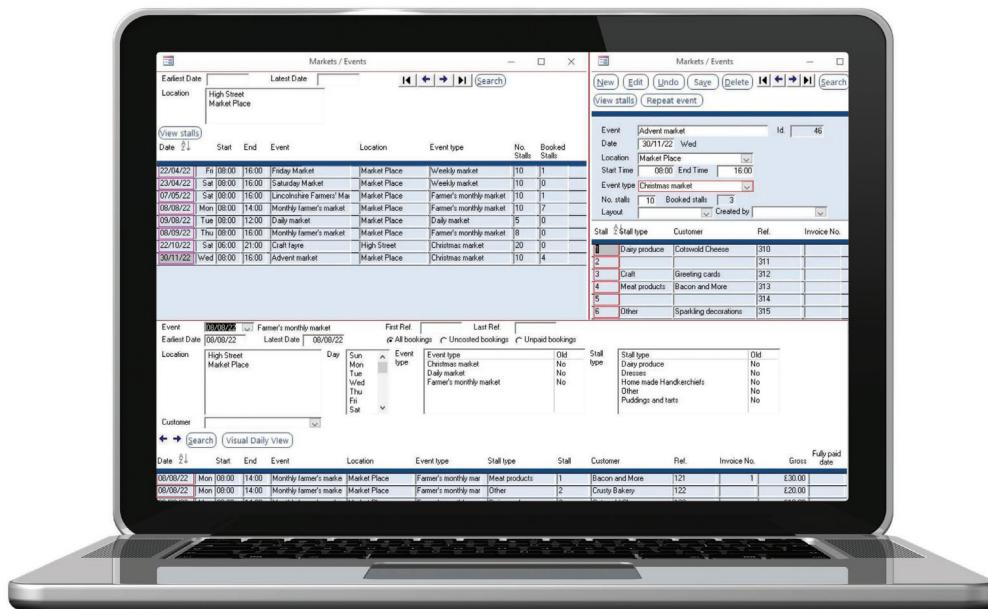 Markets / Events
Earliest Date Latest Date Search
Location High Street
Market Place
View stalls
Date Start End Event Location Event type No. Stalls Booked Stalls
22/04/22 Fri 08:00 16:00 Friday Market Market Place Weekly market 10 1
23/04/22 Sat 08:00 16:00 Saturday Market Market Place Weekly market 10 0
07/05/22 Sat 08:00 16:00 Lincolnshire Farmers' Ma Market Place Farmer's monthly market 10 1
08/08/22 Mon 08:00 14:00 Monthly farmer's market Market Place Farmer's monthly market 10 7
09/08/22 Tue 08:00 12:00 Daily market Market Place Daily market 5 0
08/09/22 Thu 08:00 16:00 Monthly farmer's market Market Place Farmer's monthly market 8 0
22/10/22 Sat 06:00 21:00 Craft fayre High Street Christmas market 20 0
30/11/22 Wed 08:00 16:00 Advent market Market Place Christmas market 10 4
Markets / Events
New Edit Undo Save Delete Search
View stalls Repeat event
Event Advent market Id. 46
Date 30/11/22 Wed
Location Market Place
Start Time 08:00 End Time 16:00
Event type Christmas market
No. stalls 10 Booked stalls 3
Layout Created by
Stall Stall type Customer Ref. Invoice No.
1 Dairy produce Cotswold Cheese 310
2 311
3 Craft Greeting cards 312
4 Meat products Bacon and More 313
5 314
6 Other Sparkling decorations 315
Event 08/08/22 Farmer's monthly market First Ref. Last Ref.
Earliest Date 08/08/22 Latest Date 08/08/22 All bookings Uncosted bookings Unpaid bookings
Location High Street Day Sun Event type Event type Old Stall type Stall type Old
Market Place Mon Christmas market No Dairy produce No
Tue Daily market No Dresses No
Wed Farmer's monthly market No Home made Handkerchiefs No
Thu Other No
Fri Puddings and tarts No
Sat
Customer
Search Visual Daily View
Date Start End Event Location Event type Stall type Stall Customer Ref. Invoice No. Gross Fully paid date
08/08/22 Mon 08:00 14:00 Monthly farmer's marke Market Place Farmer's monthly mar Meat products 1 Bacon and More 121 1 £30.00
08/08/22 Mon 08:00 14:00 Monthly farmer's marke Market Place Farmer's monthly mar Other 2 Crusty Bakery 122 £20.00